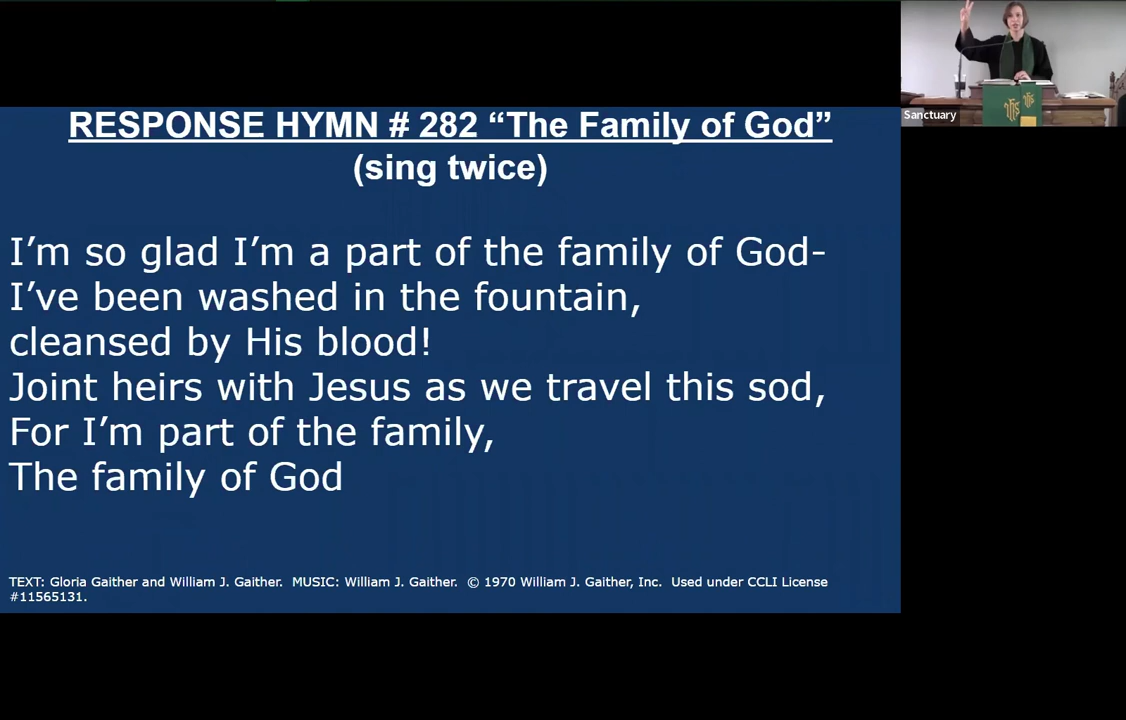 RESPONSE HYMN # 282 “The Family of God”
(sing twice)
I’m so glad I’m a part of the family of God-
I’ve been washed in the fountain,
cleansed by His blood!
Joint heirs with Jesus as we travel this sod,
For I’m part of the family,
The family of God
TEXT: Gloria Gaither and William J. Gaither.  MUSIC: William J. Gaither.  © 1970 William J. Gaither, Inc.  Used under CCLI License
#11565131.
Sanctuary